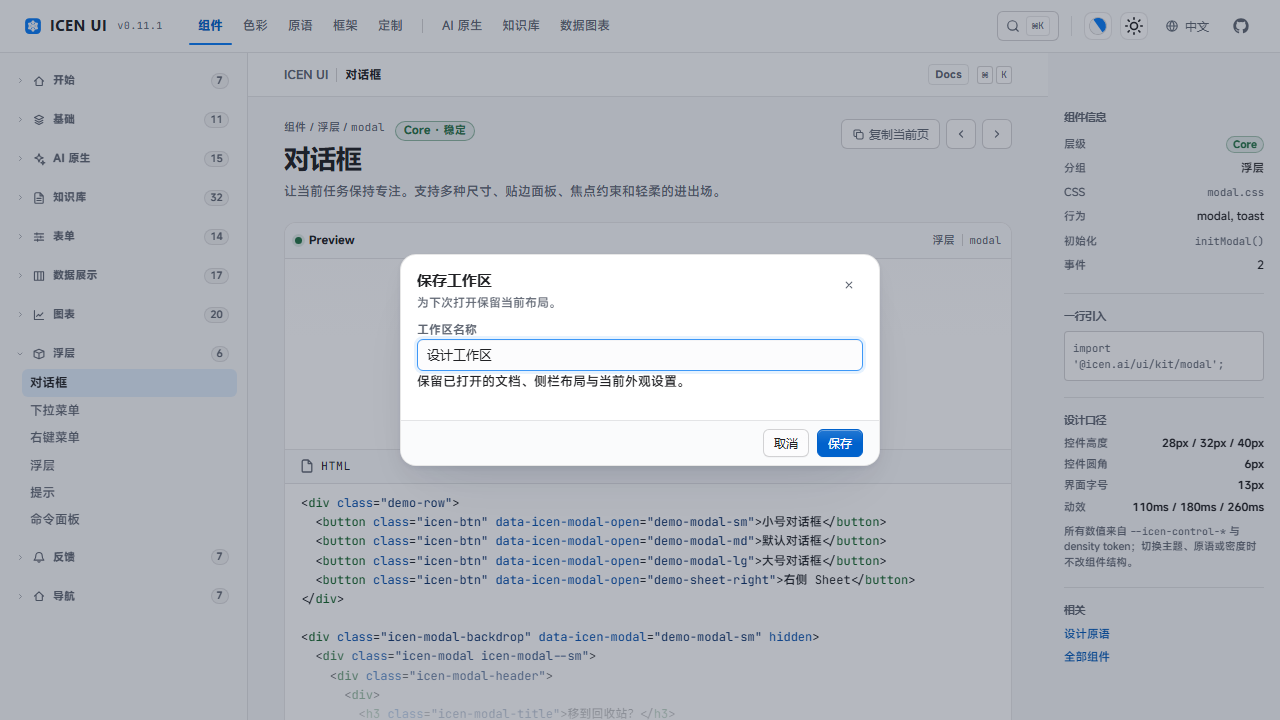 ICEN UI v0.11.1 组件 色彩 原语 框架 定制 AI 原生 知识库 数据图表 ⌘K 中文
开始 7
基础 11
AI 原生 15
知识库 32
表单 14
数据展示 17
图表 20
浮层 6
对话框
下拉菜单
右键菜单
浮层
提示
命令面板
反馈 7
导航 7
ICEN UI 对话框 Docs ⌘ K
组件 / 浮层 / modal Core · 稳定
对话框
让当前任务保持专注。支持多种尺寸、贴边面板、焦点约束和轻柔的进出场。
复制当前页
Preview 浮层 modal
保存工作区
为下次打开保留当前布局。
工作区名称
设计工作区
保留已打开的文档、侧栏布局与当前外观设置。
取消 保存
HTML
<div class="demo-row">
<button class="icen-btn" data-icen-modal-open="demo-modal-sm">小号对话框</button>
<button class="icen-btn" data-icen-modal-open="demo-modal-md">默认对话框</button>
<button class="icen-btn" data-icen-modal-open="demo-modal-lg">大号对话框</button>
<button class="icen-btn" data-icen-modal-open="demo-sheet-right">右侧 Sheet</button>
</div>
<div class="icen-modal-backdrop" data-icen-modal="demo-modal-sm" hidden>
<div class="icen-modal icen-modal--sm">
<div class="icen-modal-header">
<div>
<h3 class="icen-modal-title">移到回收站？</h3>
组件信息
层级 Core
分组 浮层
CSS modal.css
行为 modal, toast
初始化 initModal()
事件 2
一行引入
import
'@icen.ai/ui/kit/modal';
设计口径
控件高度 28px / 32px / 40px
控件圆角 6px
界面字号 13px
动效 110ms / 180ms / 260ms
所有数值来自 --icen-control-* 与
density token；切换主题、原语或密度时
不改组件结构。
相关
设计原语
全部组件